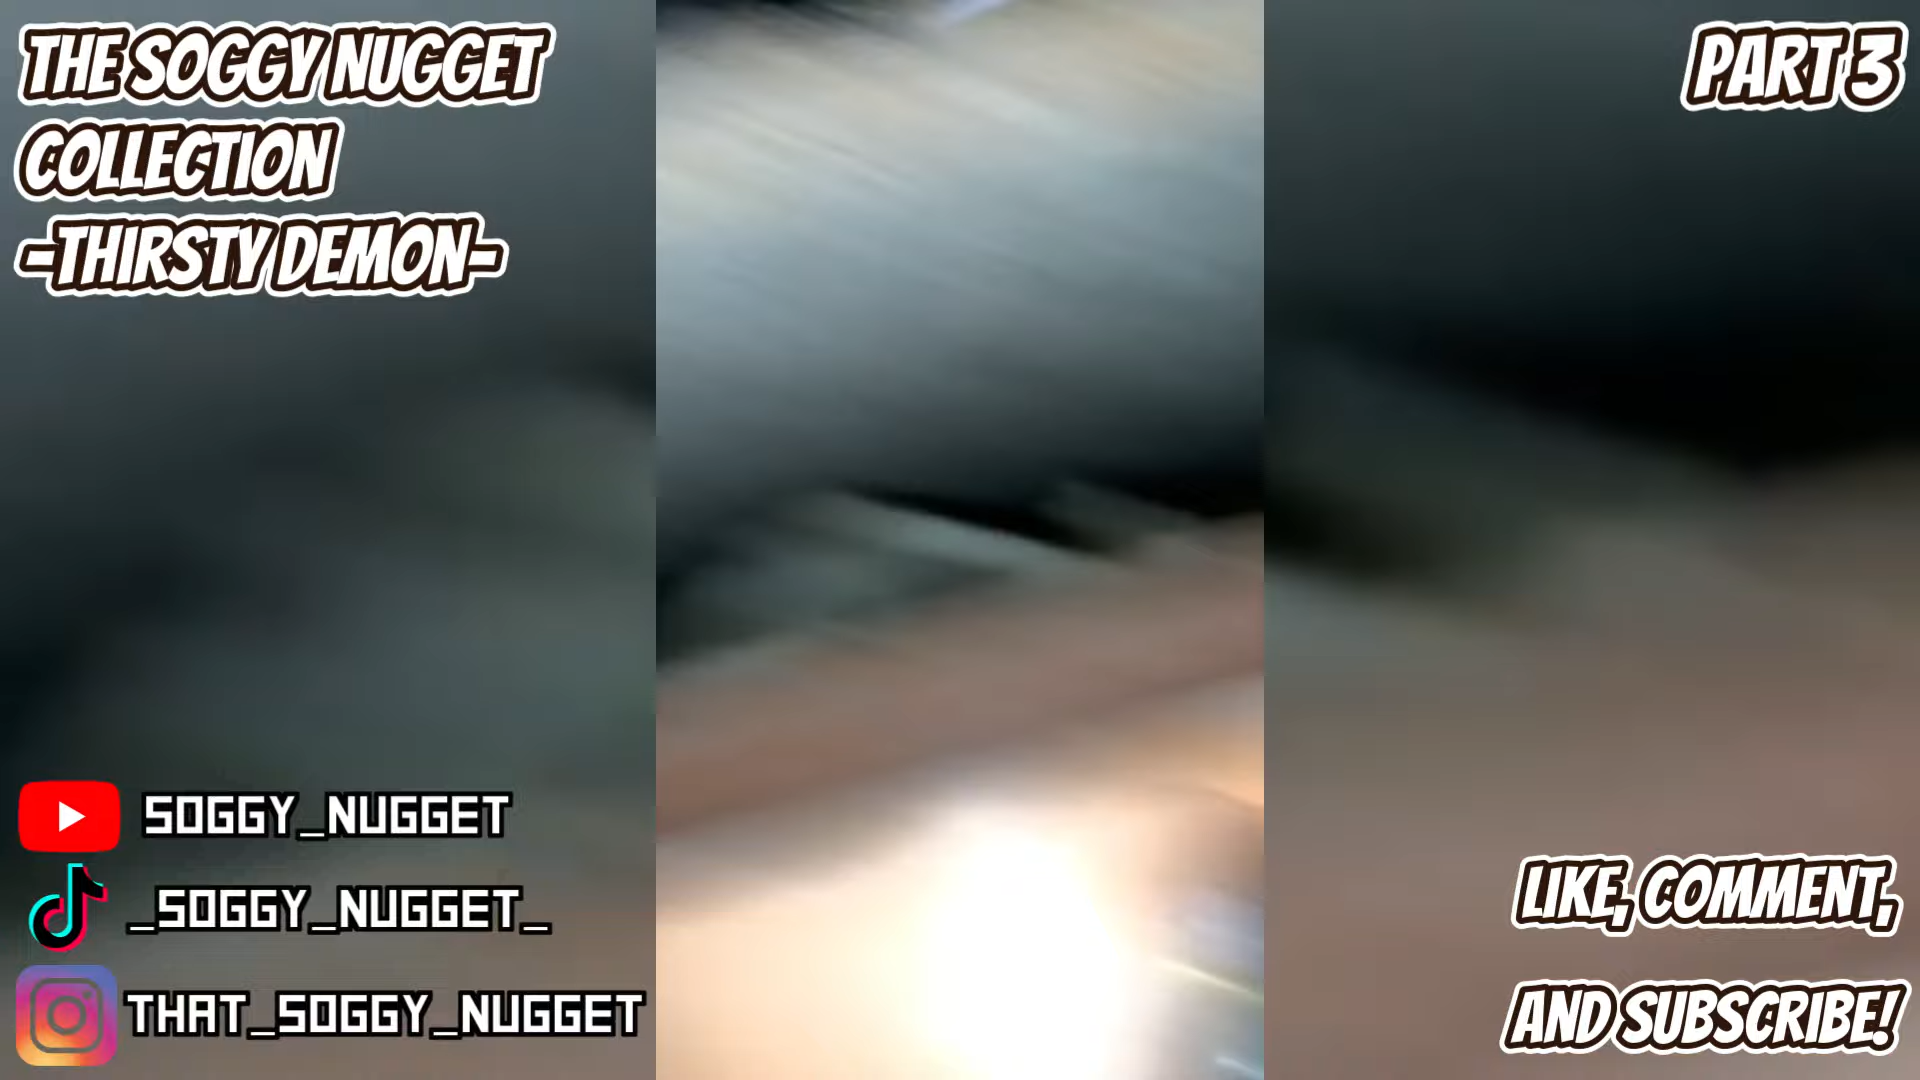 THE SOGGY NUGGET
COLLECTION
-THIRSTY DEMON-
PART 3
SOGGY_NUGGET
_SOGGY_NUGGET_
THAT_SOGGY_NUGGET
LIKE, COMMENT,
AND SUBSCRIBE!